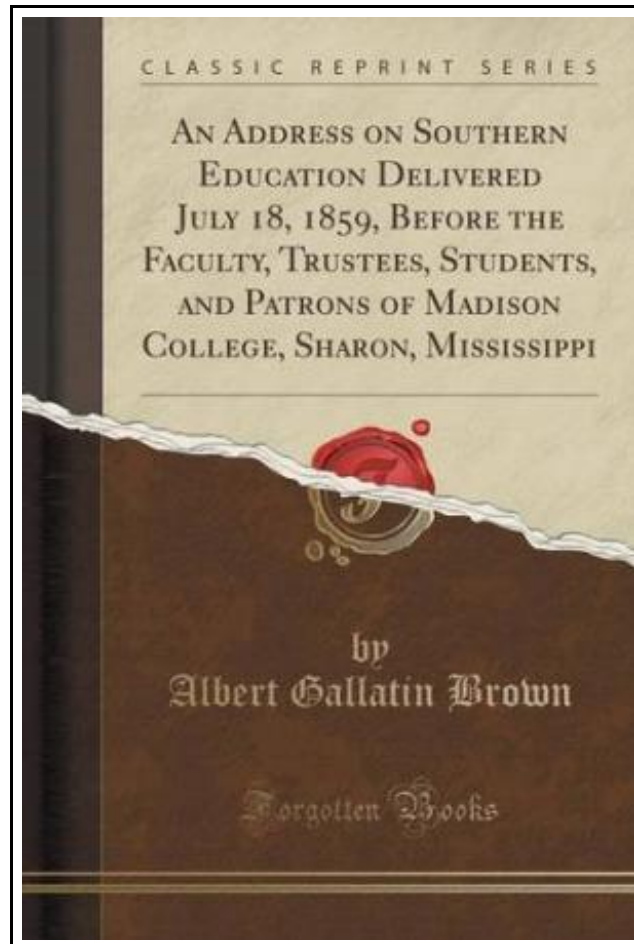 CLASSIC REPRINT SERIES
AN ADDRESS ON SOUTHERN
EDUCATION DELIVERED
JULY 18, 1859, BEFORE THE
FACULTY, TRUSTEES, STUDENTS,
AND PATRONS OF MADISON
COLLEGE, SHARON, MISSISSIPPI
by
Albert Gallatin Brown
Forgotten Books